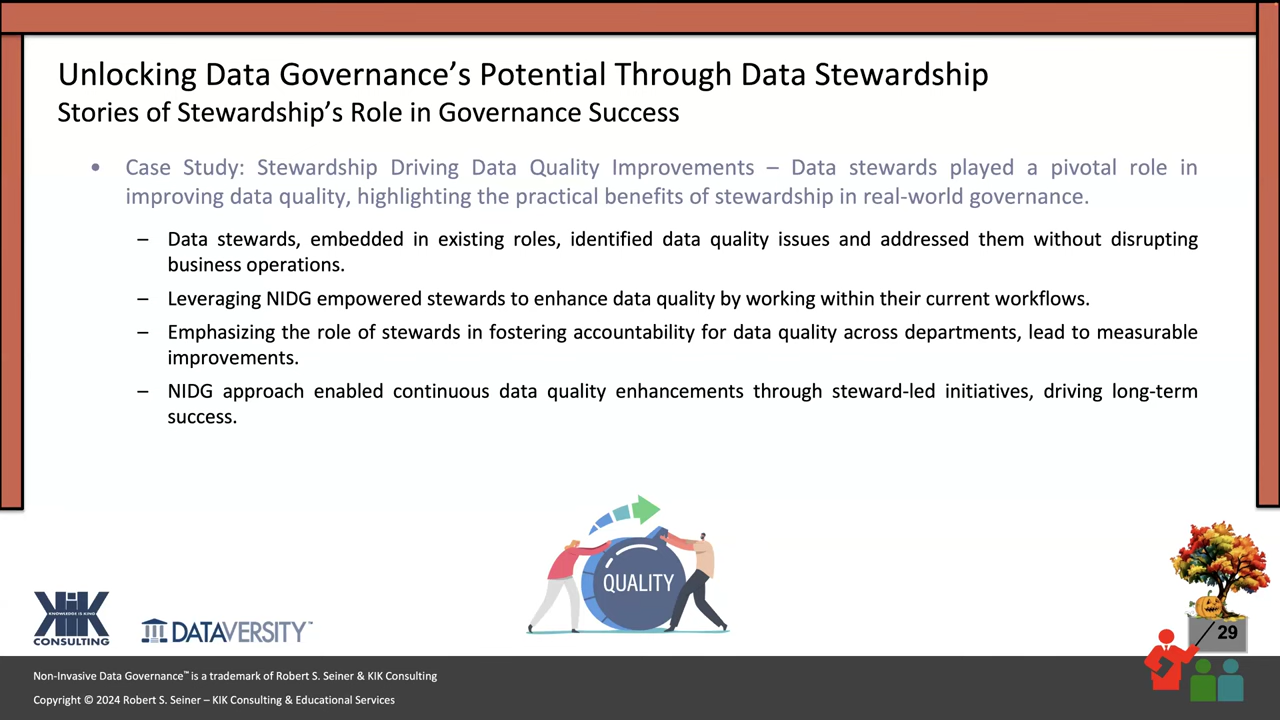 Unlocking Data Governance’s Potential Through Data Stewardship
Stories of Stewardship’s Role in Governance Success
• Case Study: Stewardship Driving Data Quality Improvements – Data stewards played a pivotal role in
improving data quality, highlighting the practical benefits of stewardship in real-world governance.
– Data stewards, embedded in existing roles, identified data quality issues and addressed them without disrupting
business operations.
– Leveraging NIDG empowered stewards to enhance data quality by working within their current workflows.
– Emphasizing the role of stewards in fostering accountability for data quality across departments, lead to measurable
improvements.
– NIDG approach enabled continuous data quality enhancements through steward-led initiatives, driving long-term
success.
QUALITY
KIK
KNOWLEDGE IS KING
CONSULTING
DATAVERSITY™
29
Non-Invasive Data Governance™ is a trademark of Robert S. Seiner & KIK Consulting
Copyright © 2024 Robert S. Seiner – KIK Consulting & Educational Services